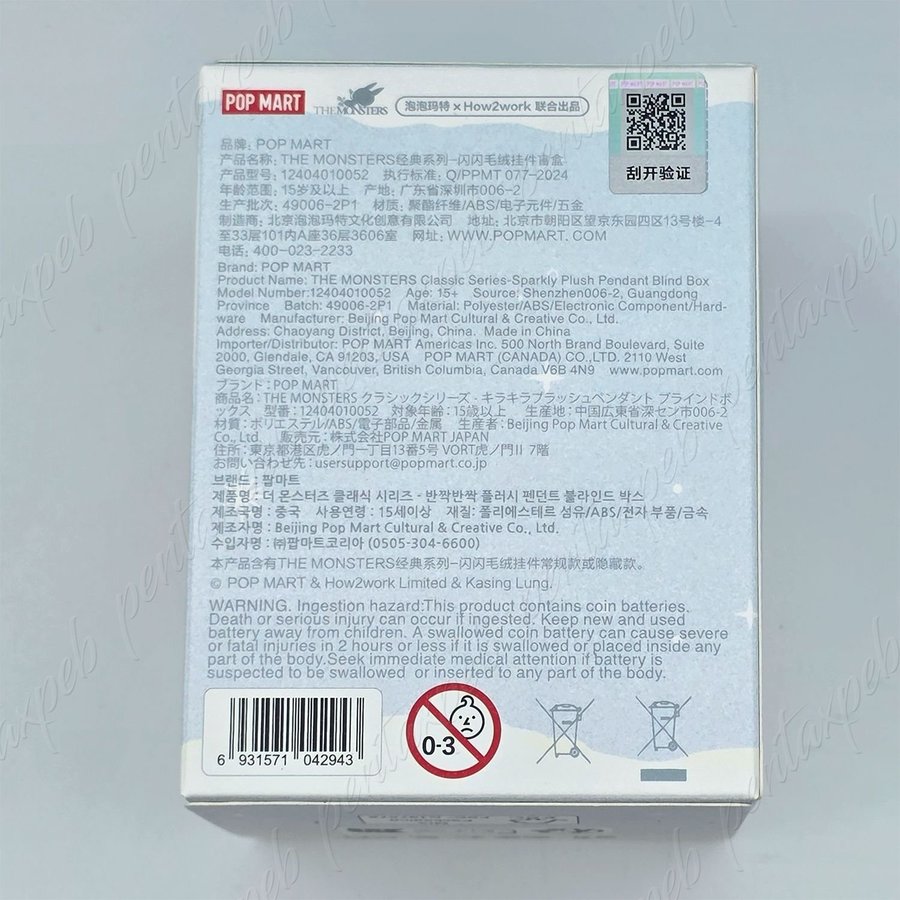 POP MART THE MONSTERS 泡泡玛特 × How2work 联合出品
刮开验证
品牌: POP MART
产品名称: THE MONSTERS经典系列-闪闪毛绒挂件盲盒
产品型号: 12404010052 执行标准: Q/PPMT 077-2024
年龄范围: 15岁及以上 产地: 广东省深圳市006-2
生产批次: 49006-2P1 材质: 聚酯纤维/ABS/电子元件/五金
制造商: 北京泡泡玛特文化创意有限公司 地址: 北京市朝阳区望京东园四区13号楼-4
至33层101内A座36层3606室 网址: WWW.POPMART.COM
电话: 400-023-2233
Brand: POP MART
Product Name: THE MONSTERS Classic Series-Sparkly Plush Pendant Blind Box
Model Number:12404010052 Age: 15+ Source: Shenzhen006-2, Guangdong
Province Batch: 49006-2P1 Material: Polyester/ABS/Electronic Component/Hard-
ware Manufacturer: Beijing Pop Mart Cultural & Creative Co., Ltd.
Address: Chaoyang District, Beijing, China. Made in China
Importer/Distributor: POP MART Americas Inc. 500 North Brand Boulevard, Suite
2000, Glendale, CA 91203, USA POP MART (CANADA) CO.,LTD. 2110 West
Georgia Street, Vancouver, British Columbia, Canada V6B 4N9 www.popmart.com
ブランド : POP MART
商品名 : THE MONSTERS クラシックシリーズ - キラキラプラッシュペンダント ブラインドボ
ックス 型番 : 12404010052 対象年齢 : 15歳以上 生産地 : 中国広東省深セン市006-2
材質 : ポリエステル/ABS/電子部品/金属 生産者 : Beijing Pop Mart Cultural & Creative
Co., Ltd. 販売元 : 株式会社POP MART JAPAN
住所 : 東京都港区虎ノ門一丁目13番5号 VORT虎ノ門II 7階
お問い合わせ先 : usersupport@popmart.co.jp
브랜드 : 팝마트
제품명 : 더 몬스터즈 클래식 시리즈 - 반짝반짝 플러시 펜던트 블라인드 박스
제조국명 : 중국 사용연령 : 15세이상 재질: 폴리에스테르 섬유/ABS/전자 부품/금속
제조자명 : Beijing Pop Mart Cultural & Creative Co., Ltd.
수입자명 : ㈜팝마트코리아 (0505-304-6600)
本产品含有THE MONSTERS经典系列-闪闪毛绒挂件常规款或隐藏款。
© POP MART & How2work Limited & Kasing Lung.
WARNING. Ingestion hazard:This product contains coin batteries.
Death or serious injury can occur if ingested. Keep new and used
battery away from children. A swallowed coin battery can cause severe
or fatal injuries in 2 hours or less if it is swallowed or placed inside any
part of the body.Seek immediate medical attention if battery is
suspected to be swallowed or inserted to any part of the body.
6 931571 042943
0-3
pentaxpeb